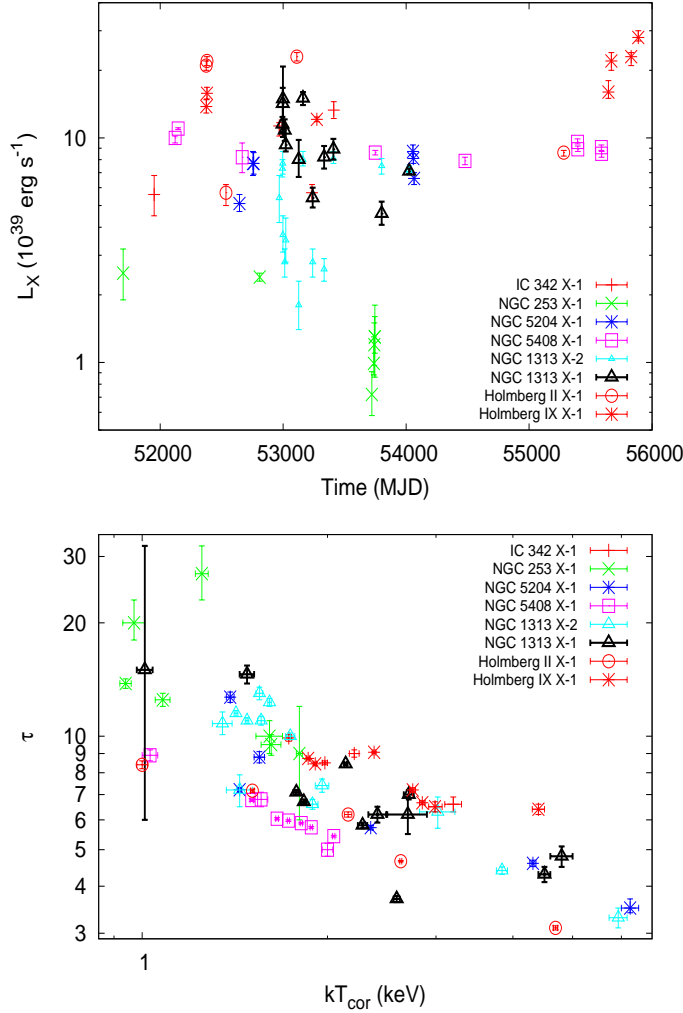 L_X (10^39 erg s^-1)
10
1
52000 53000 54000 55000 56000
Time (MJD)
IC 342 X-1
NGC 253 X-1
NGC 5204 X-1
NGC 5408 X-1
NGC 1313 X-2
NGC 1313 X-1
Holmberg II X-1
Holmberg IX X-1
τ
30
20
10
9
8
7
6
5
4
3
1
kT_cor (keV)
IC 342 X-1
NGC 253 X-1
NGC 5204 X-1
NGC 5408 X-1
NGC 1313 X-2
NGC 1313 X-1
Holmberg II X-1
Holmberg IX X-1